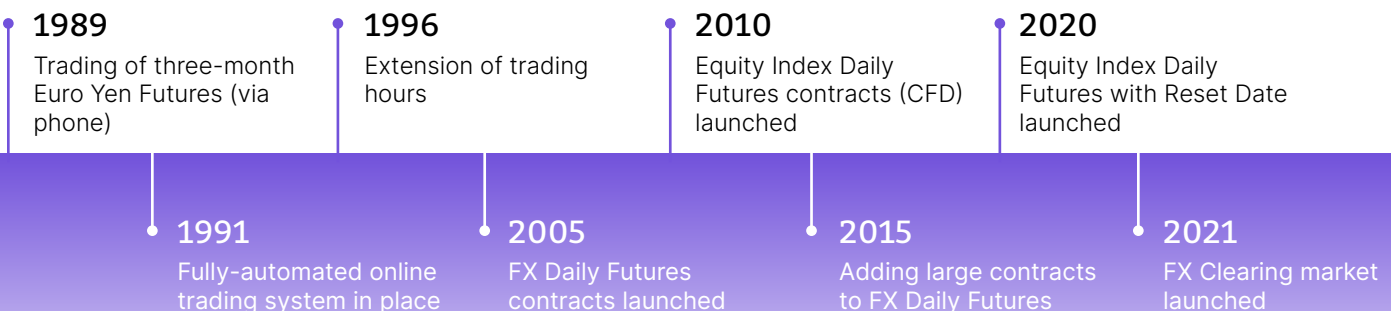 1989
Trading of three-month
Euro Yen Futures (via
phone)
1991
Fully-automated online
trading system in place
1996
Extension of trading
hours
2005
FX Daily Futures
contracts launched
2010
Equity Index Daily
Futures contracts (CFD)
launched
2015
Adding large contracts
to FX Daily Futures
2020
Equity Index Daily
Futures with Reset Date
launched
2021
FX Clearing market
launched